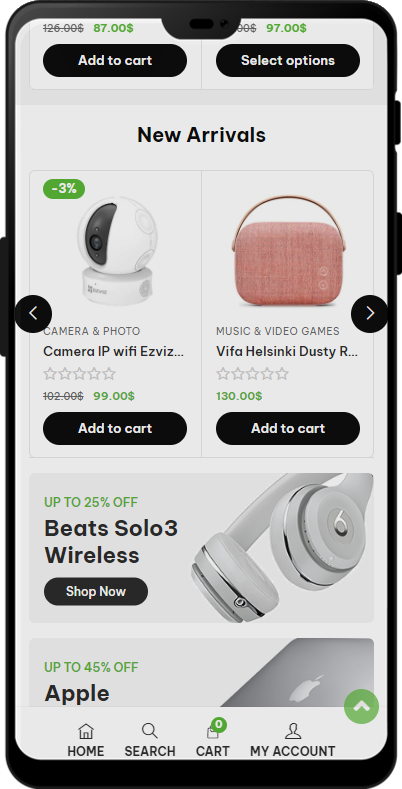 126.00$ 87.00$
00$ 97.00$
Add to cart
Select options
New Arrivals
-3%
CAMERA & PHOTO
MUSIC & VIDEO GAMES
Camera IP wifi Ezviz...
Vifa Helsinki Dusty R...
102.00$ 99.00$
130.00$
Add to cart
Add to cart
UP TO 25% OFF
Beats Solo3
Wireless
Shop Now
UP TO 45% OFF
Apple
0
HOME SEARCH CART MY ACCOUNT